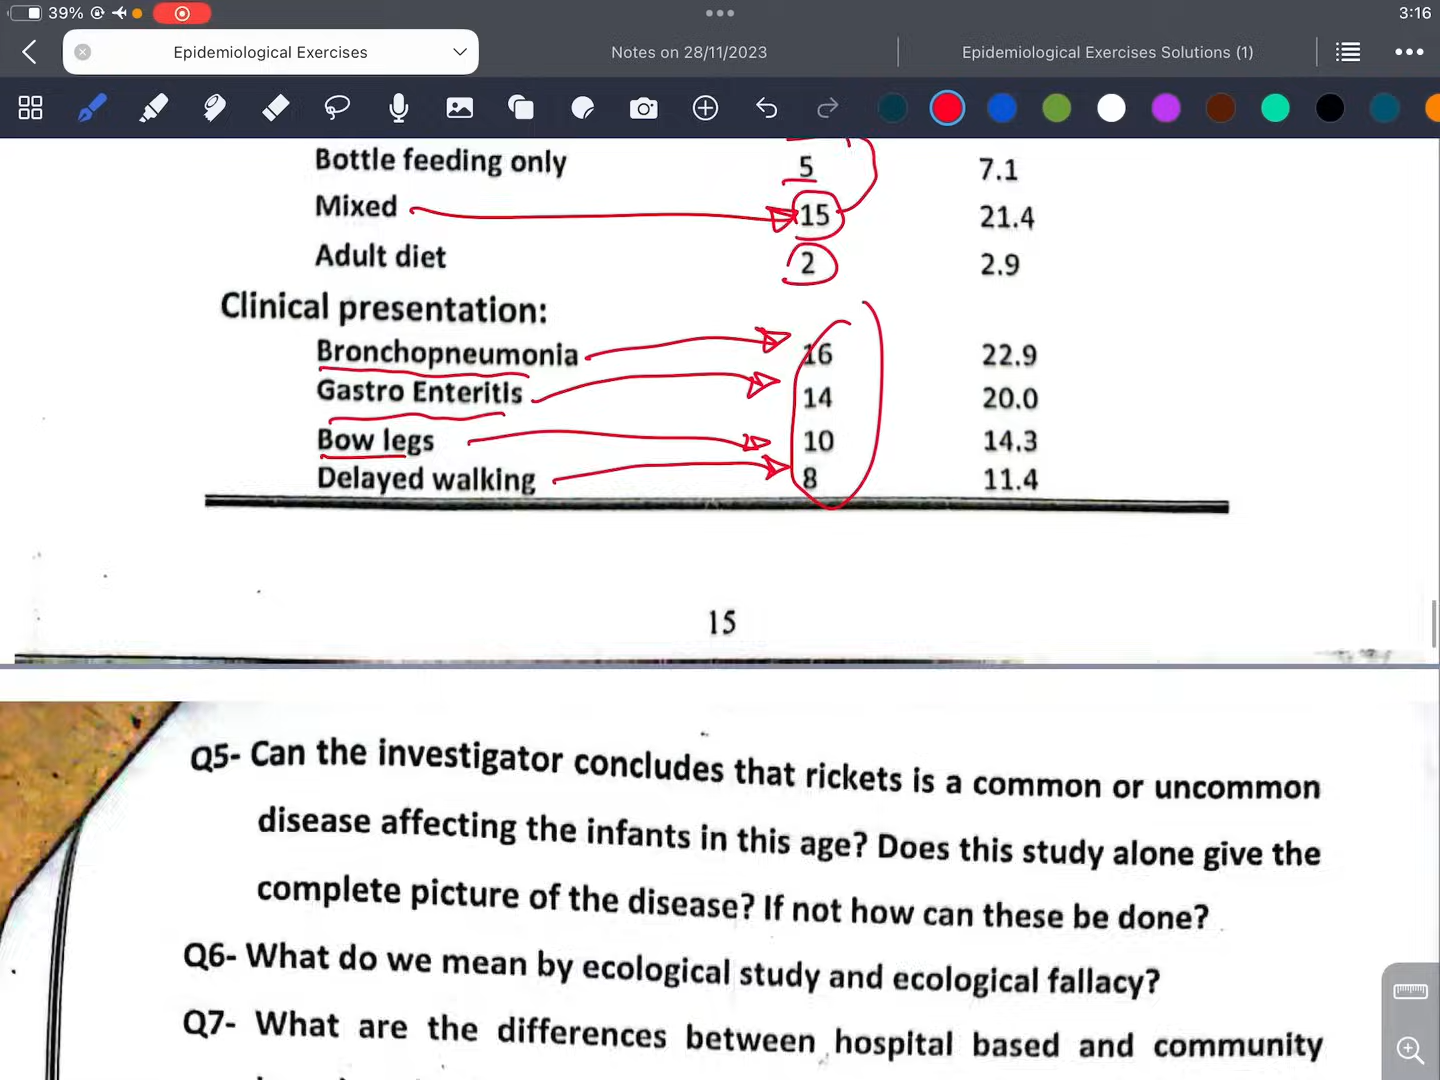 39%
3:16
Epidemiological Exercises
Notes on 28/11/2023
Epidemiological Exercises Solutions (1)
Bottle feeding only 5 7.1
Mixed 15 21.4
Adult diet 2 2.9
Clinical presentation:
Bronchopneumonia 16 22.9
Gastro Enteritis 14 20.0
Bow legs 10 14.3
Delayed walking 8 11.4
15
Q5- Can the investigator concludes that rickets is a common or uncommon
disease affecting the infants in this age? Does this study alone give the
complete picture of the disease? If not how can these be done?
Q6- What do we mean by ecological study and ecological fallacy?
Q7- What are the differences between hospital based and community